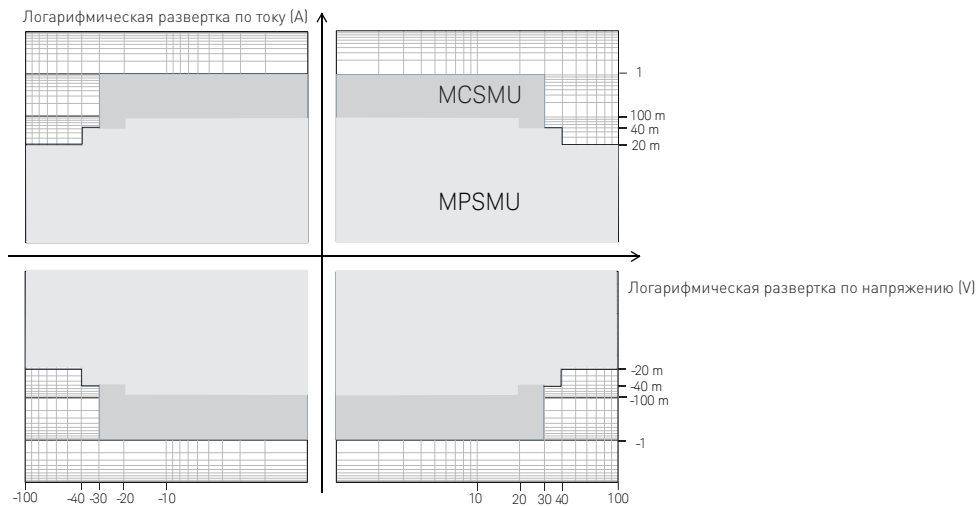 Логарифмическая развертка по току (А)
1
MCSMU
100 m
40 m
20 m
MPSMU
Логарифмическая развертка по напряжению (V)
-20 m
-40 m
-100 m
-1
-100 -40 -30 -20 -10 10 20 30 40 100